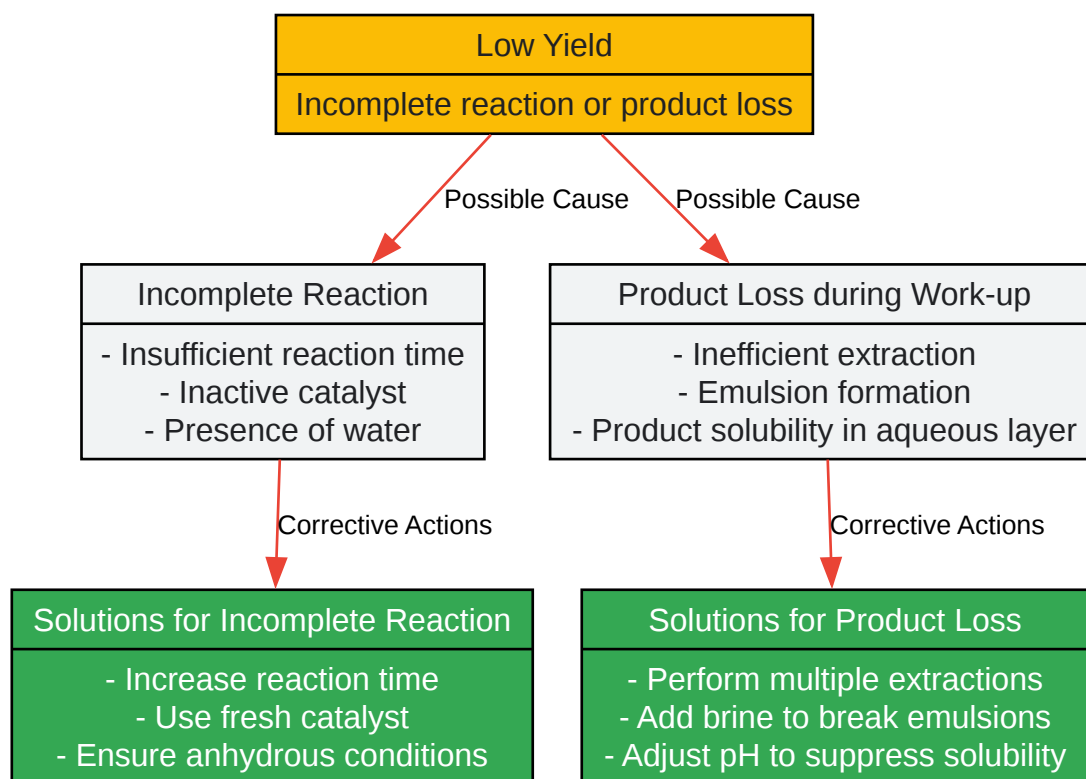 Low Yield
Incomplete reaction or product loss
Possible Cause
Possible Cause
Incomplete Reaction
- Insufficient reaction time
- Inactive catalyst
- Presence of water
Product Loss during Work-up
- Inefficient extraction
- Emulsion formation
- Product solubility in aqueous layer
Corrective Actions
Corrective Actions
Solutions for Incomplete Reaction
- Increase reaction time
- Use fresh catalyst
- Ensure anhydrous conditions
Solutions for Product Loss
- Perform multiple extractions
- Add brine to break emulsions
- Adjust pH to suppress solubility